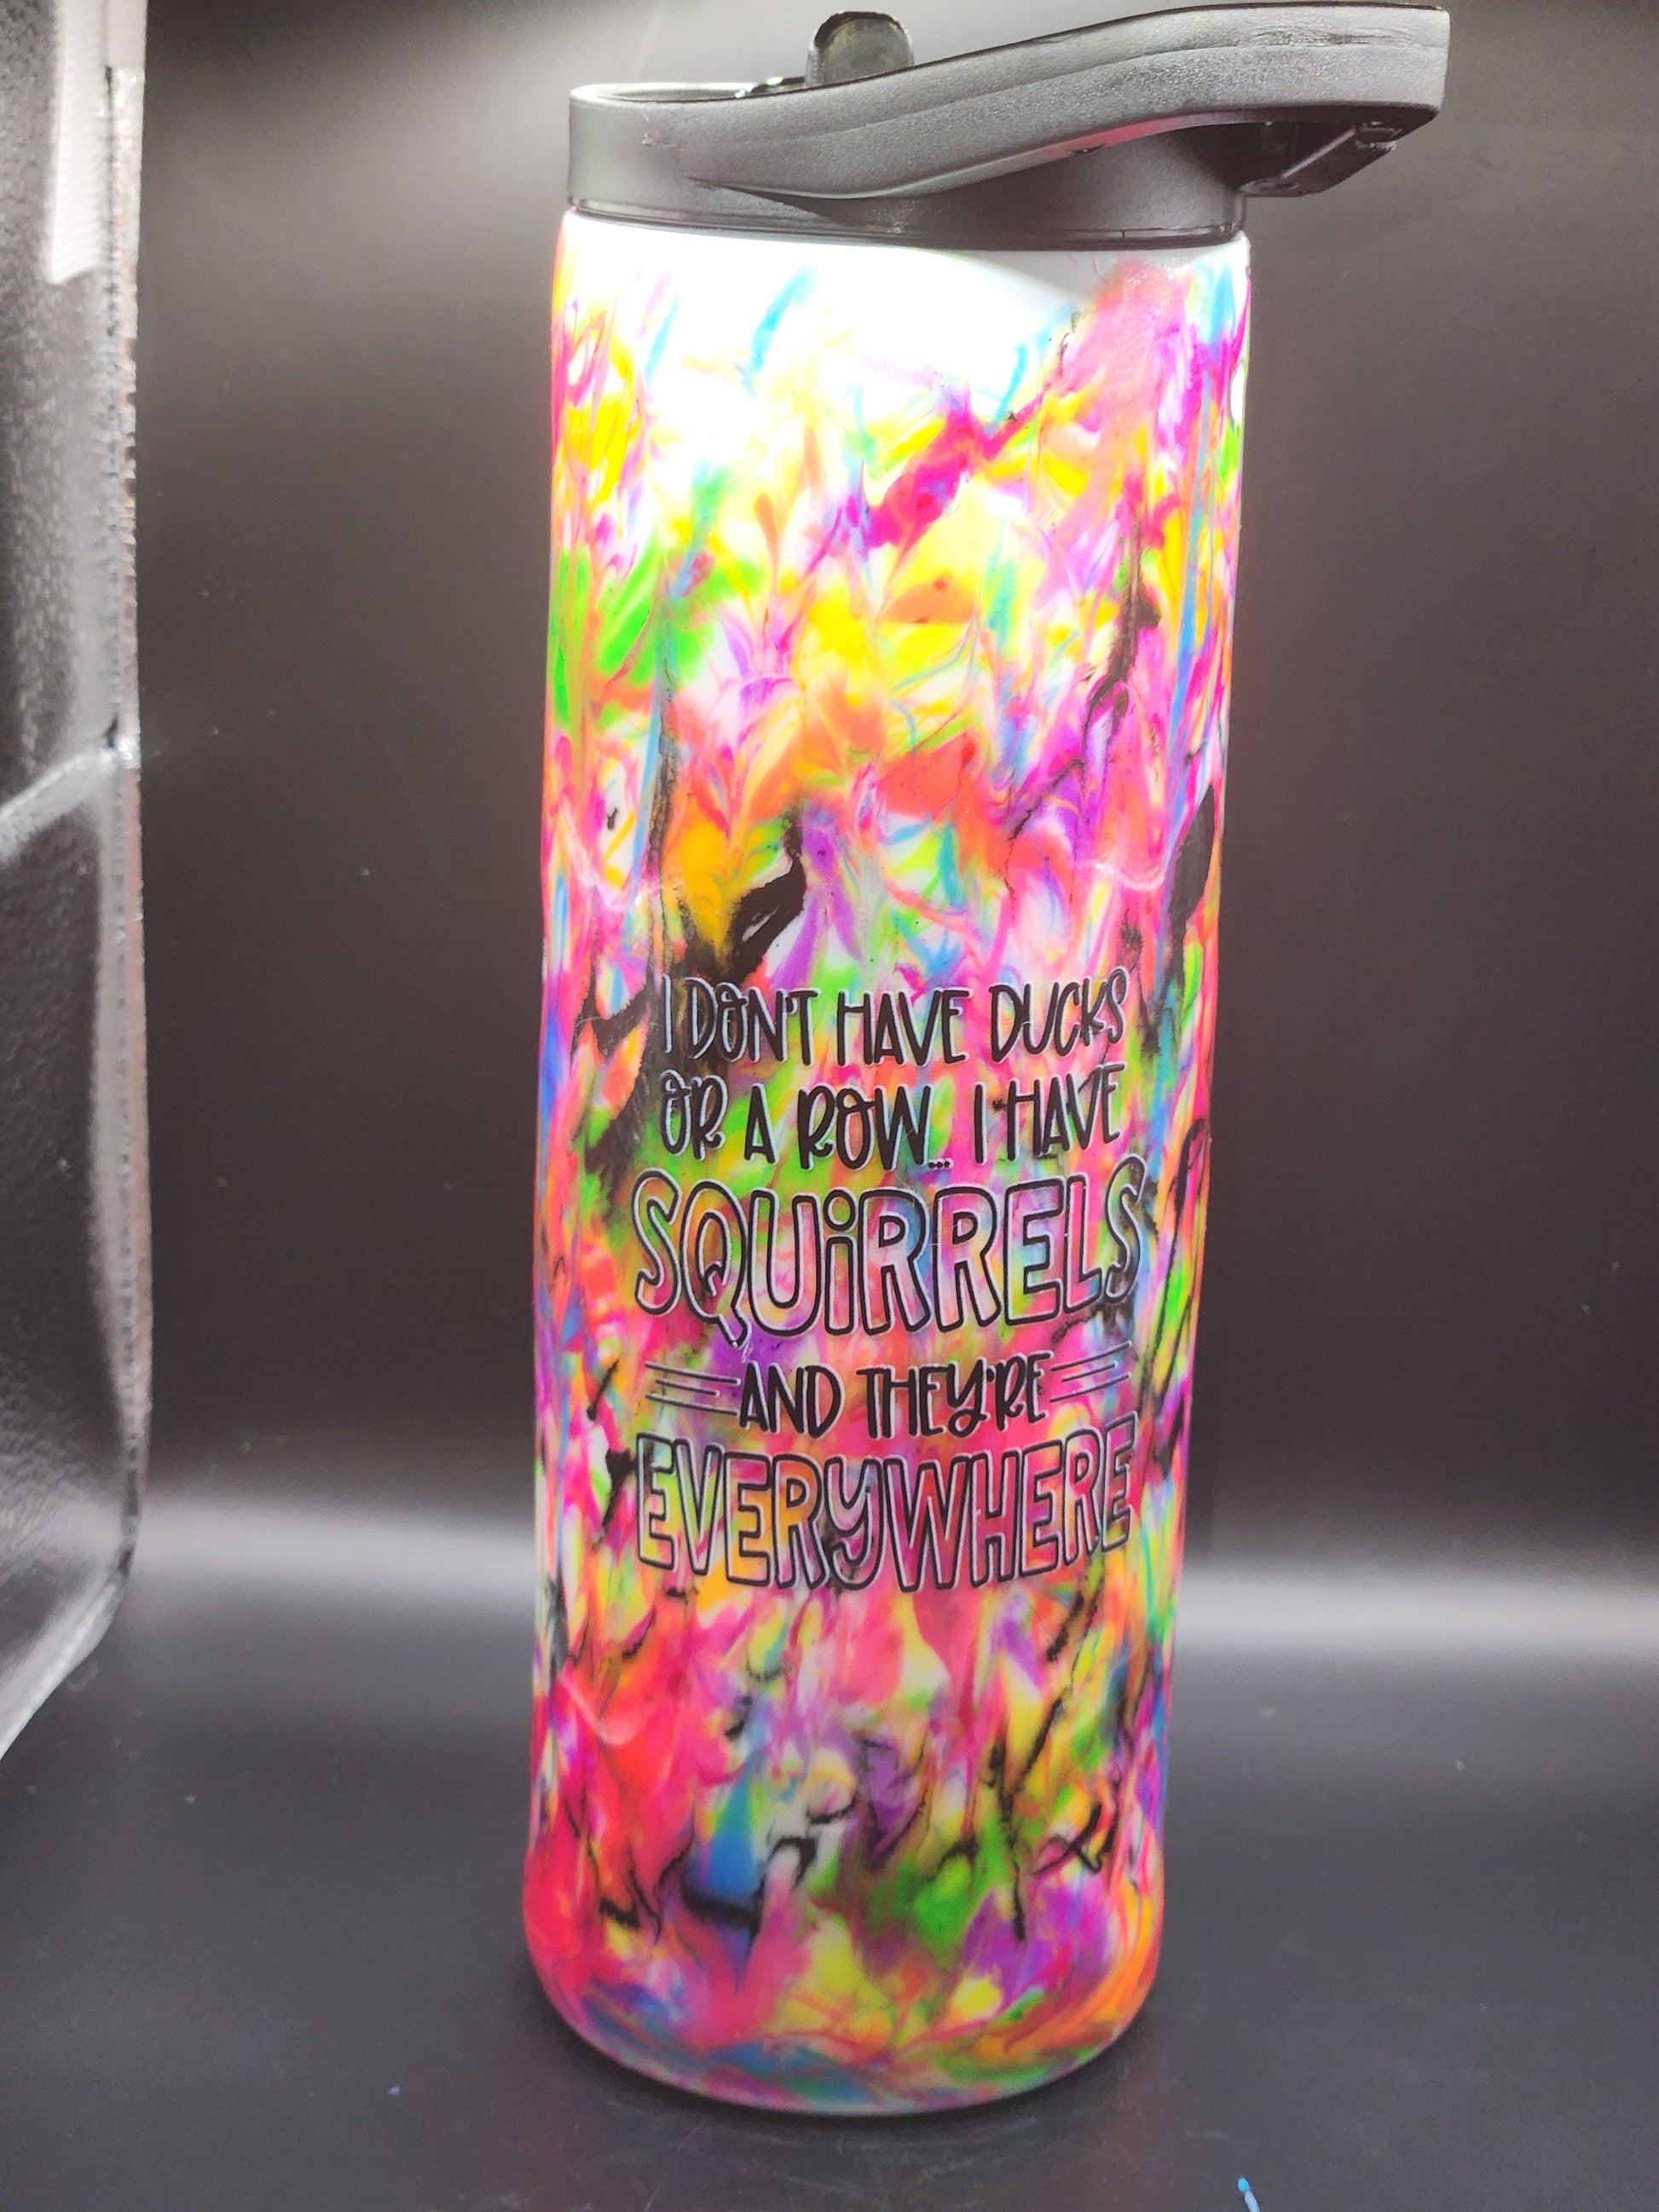 I DON'T HAVE DUCKS
OR A ROW... I HAVE
SQUiRRELS
AND THEY'RE
EVERYWHERE